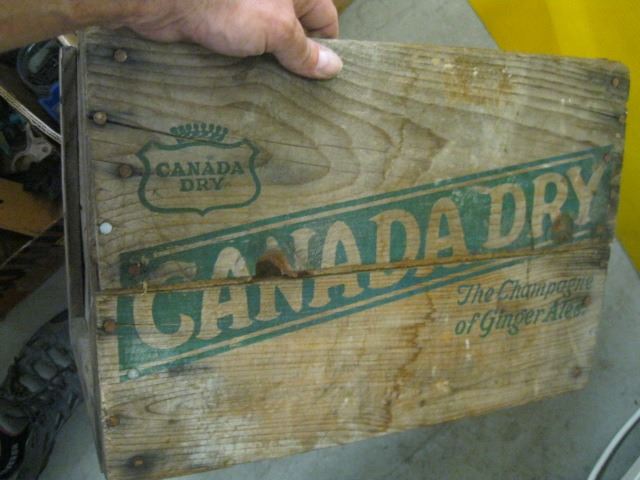 CANADA
DRY
CANADA DRY
The Champagne
of Ginger Ales.